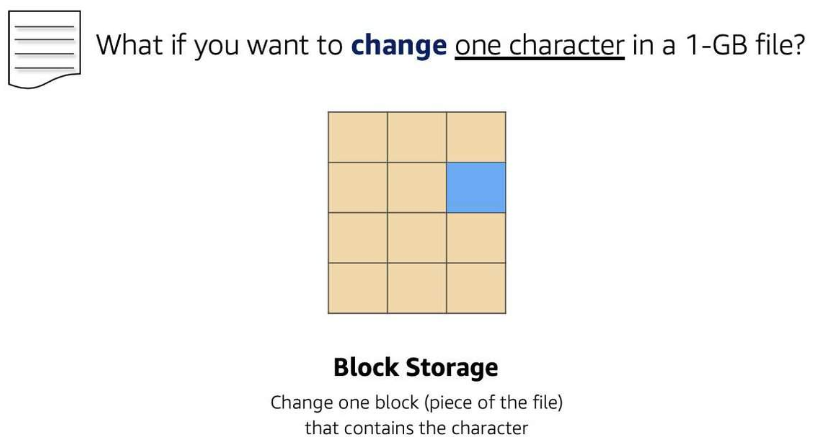 What if you want to change one character in a 1-GB file?
Block Storage
Change one block (piece of the file)
that contains the character